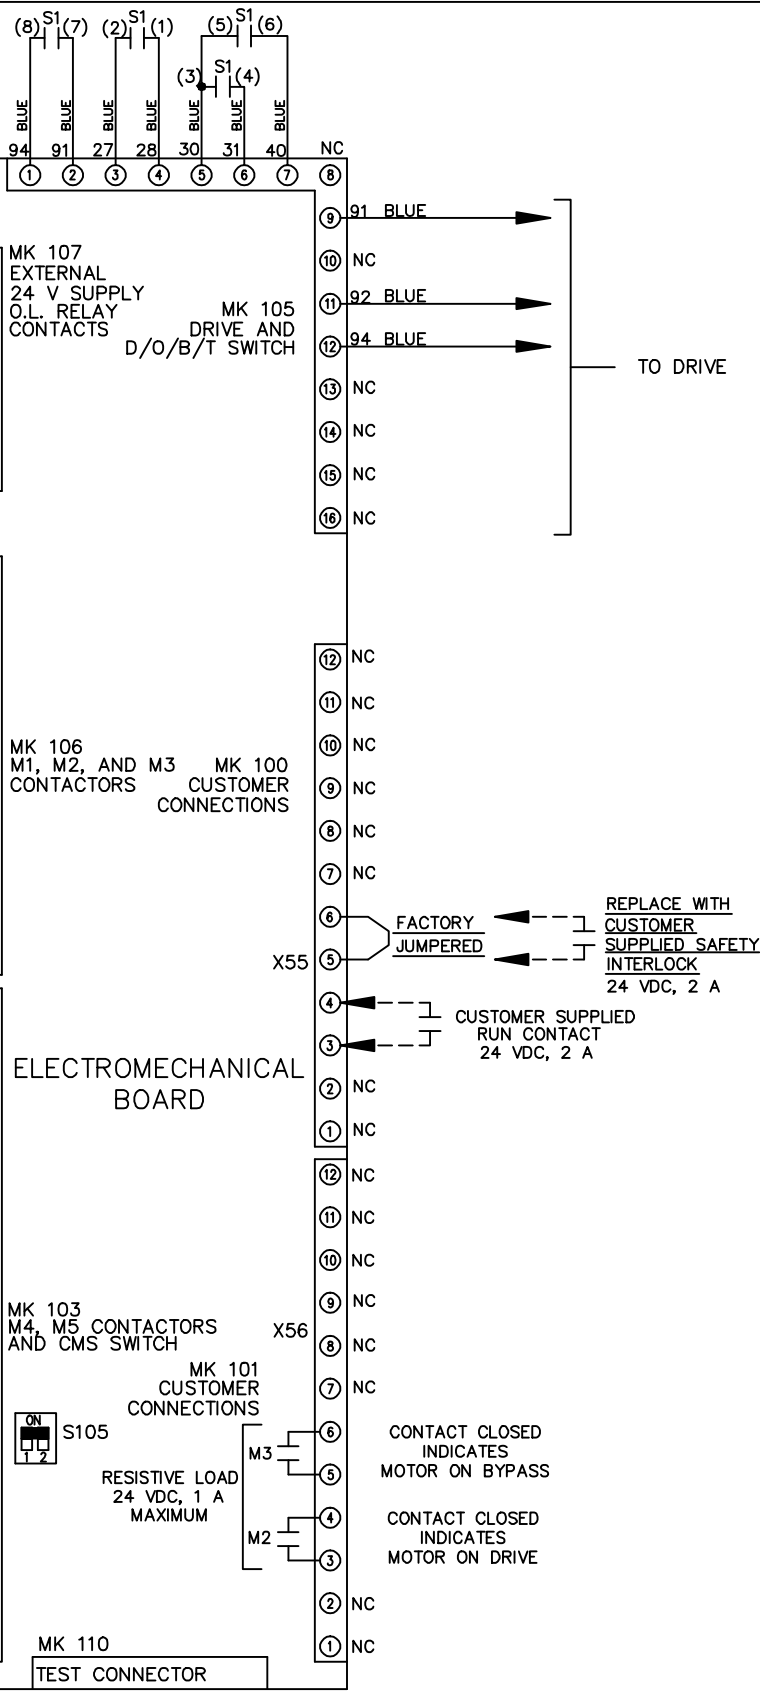 S1 S1 S1
(8) (7) (2) (1) (5) (6)
S1
(3) (4)
BLUE BLUE BLUE BLUE BLUE BLUE BLUE
94 91 27 28 30 31 40 NC
1 2 3 4 5 6 7 8
9 91 BLUE
10 NC
11 92 BLUE
12 94 BLUE
13 NC
14 NC
15 NC
16 NC
MK 107
EXTERNAL
24 V SUPPLY
O.L. RELAY
CONTACTS
MK 105
DRIVE AND
D/O/B/T SWITCH
TO DRIVE
12 NC
11 NC
10 NC
9 NC
8 NC
7 NC
6
5
4
3
2 NC
1 NC
MK 106
M1, M2, AND M3
CONTACTORS
MK 100
CUSTOMER
CONNECTIONS
X55
FACTORY
JUMPERED
REPLACE WITH
CUSTOMER
SUPPLIED SAFETY
INTERLOCK
24 VDC, 2 A
CUSTOMER SUPPLIED
RUN CONTACT
24 VDC, 2 A
ELECTROMECHANICAL
BOARD
12 NC
11 NC
10 NC
9 NC
8 NC
7 NC
6
5
4
3
2 NC
1 NC
MK 103
M4, M5 CONTACTORS
AND CMS SWITCH
X56
MK 101
CUSTOMER
CONNECTIONS
ON
1 2
S105
M3
RESISTIVE LOAD
24 VDC, 1 A
MAXIMUM
M2
CONTACT CLOSED
INDICATES
MOTOR ON BYPASS
CONTACT CLOSED
INDICATES
MOTOR ON DRIVE
MK 110
TEST CONNECTOR